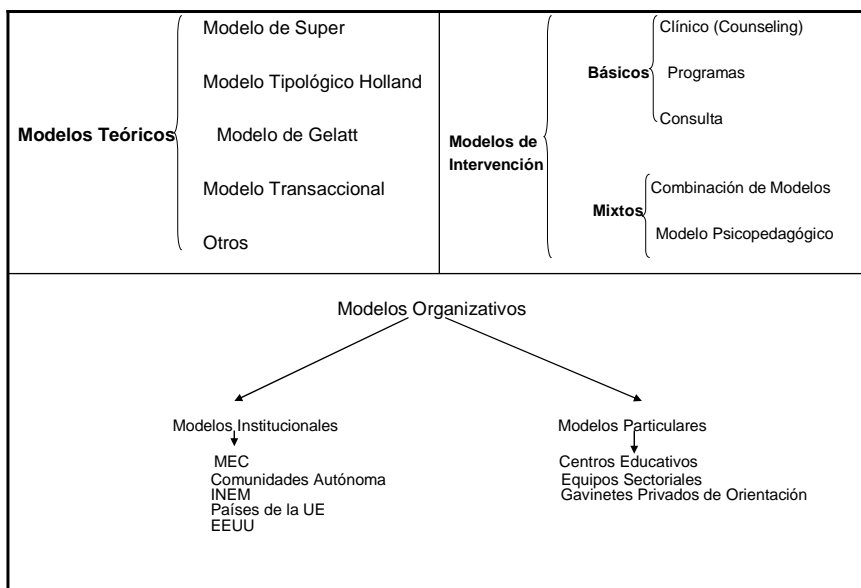 Modelo de Super
Modelo Tipológico Holland
Modelos Teóricos
Modelo de Gelatt
Modelo Transaccional
Otros
Clínico (Counseling)
Básicos
Programas
Consulta
Modelos de
Intervención
Combinación de Modelos
Mixtos
Modelo Psicopedagógico
Modelos Organizativos
Modelos Institucionales
MEC
Comunidades Autónoma
INEM
Países de la UE
EEUU
Modelos Particulares
Centros Educativos
Equipos Sectoriales
Gavinetes Privados de Orientación